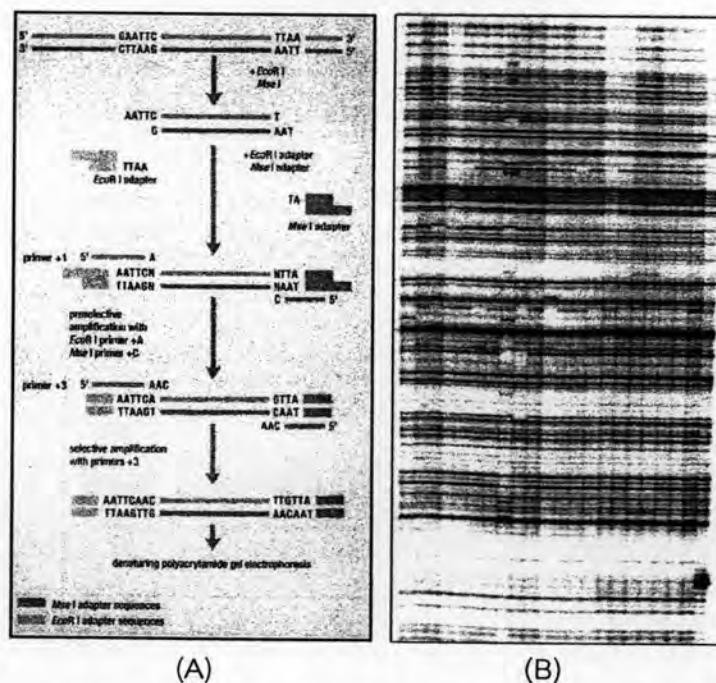 5' GAATTC TTAA 3'
3' CTTAAG AATT 5'
+EcoR I
Mse I
AATTC T
G AAT
+EcoR I adapter
Mse I adapter
TTAA
EcoR I adapter
TA
Mse I adapter
primer +1 5' A
AATTCN NTTA
TTAAGN NAAT
C 5'
preselective
amplification with
EcoR I primer +A
Mse I primer +C
primer +3 5' AAC
AATTCA GTTA
TTAAGT CAAT
AAC 5'
selective amplification
with primers +3
AATTCAAC TTGTTA
TTAAGTTG AACAAT
denaturing polyacrylamide gel electrophoresis
Mse I adapter sequences
EcoR I adapter sequences
(A) (B)